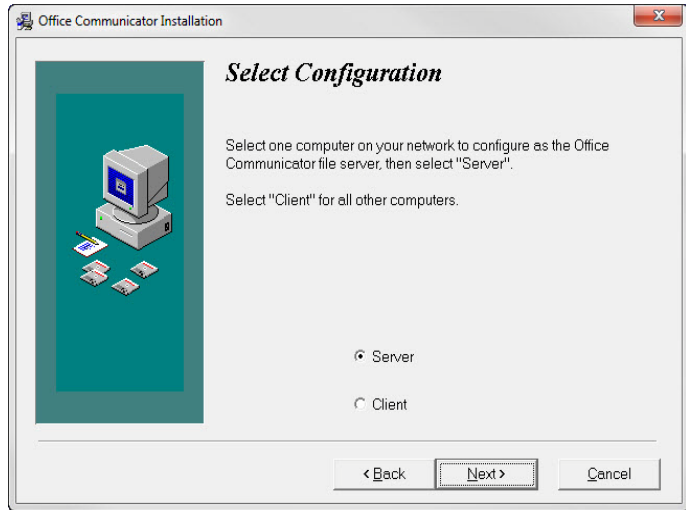 Office Communicator Installation
Select Configuration
Select one computer on your network to configure as the Office
Communicator file server, then select "Server".
Select "Client" for all other computers.
Server
Client
< Back
Next >
Cancel